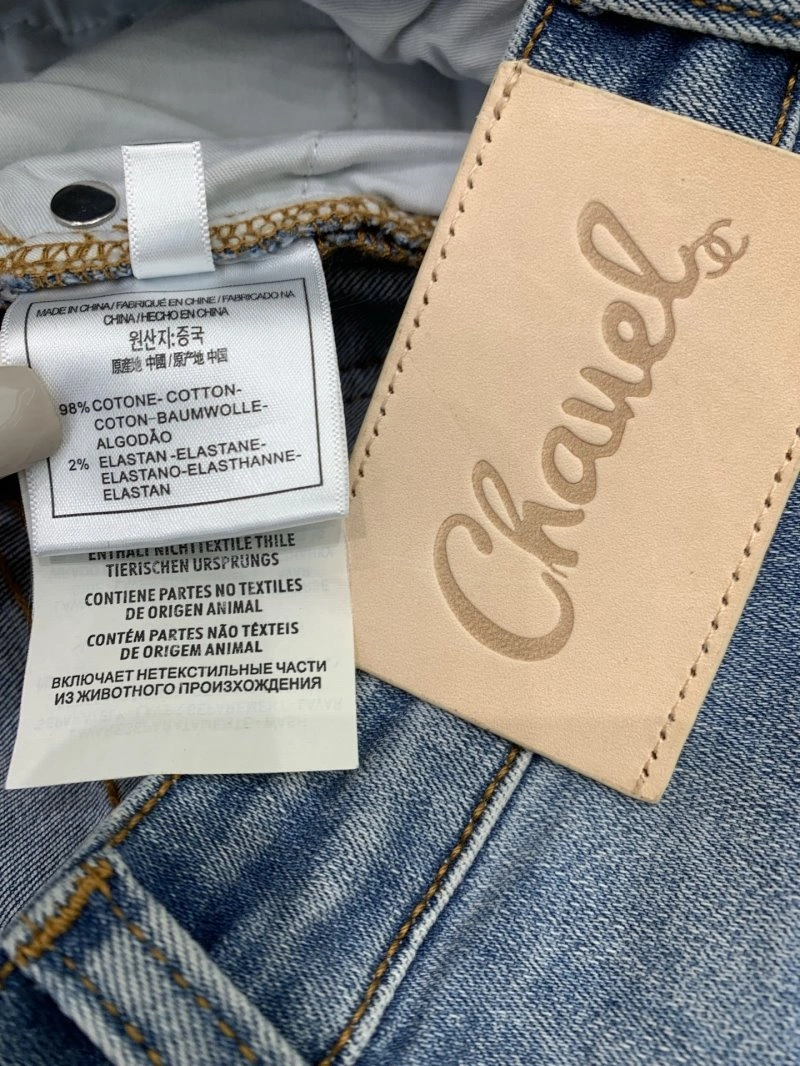 MADE IN CHINA / FABRIQUÉ EN CHINE / FABRICADO NA
CHINA / HECHO EN CHINA
원산지:중국
原産地 中國 / 原产地 中国
98% COTONE- COTTON-
COTON-BAUMWOLLE-
ALGODÃO
2% ELASTAN -ELASTANE-
ELASTANO-ELASTHANNE-
ELASTAN
ENTHÄLT NICHTTEXTILE THILE
TIERISCHEN URSPRUNGS
CONTIENE PARTES NO TEXTILES
DE ORIGEN ANIMAL
CONTÉM PARTES NÃO TÊXTEIS
DE ORIGEM ANIMAL
ВКЛЮЧАЕТ НЕТЕКСТИЛЬНЫЕ ЧАСТИ
ИЗ ЖИВОТНОГО ПРОИЗХОЖДЕНИЯ
Chanel